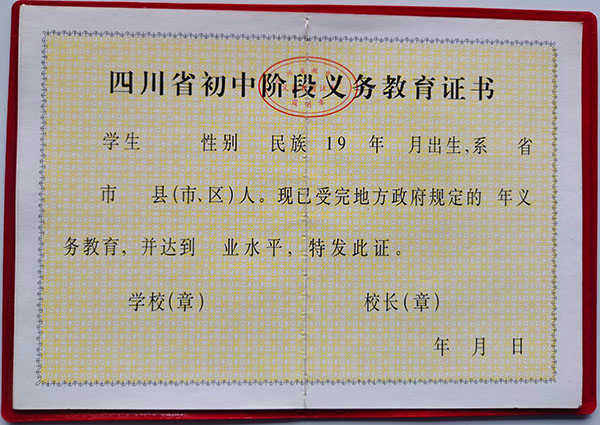 四川省初中阶段义务教育证书
学生 性别 民族 19 年 月出生,系 省
市 县(市、区)人。现已受完地方政府规定的 年义
务教育,并达到 业水平,特发此证。
学校(章) 校长(章)
年 月 日